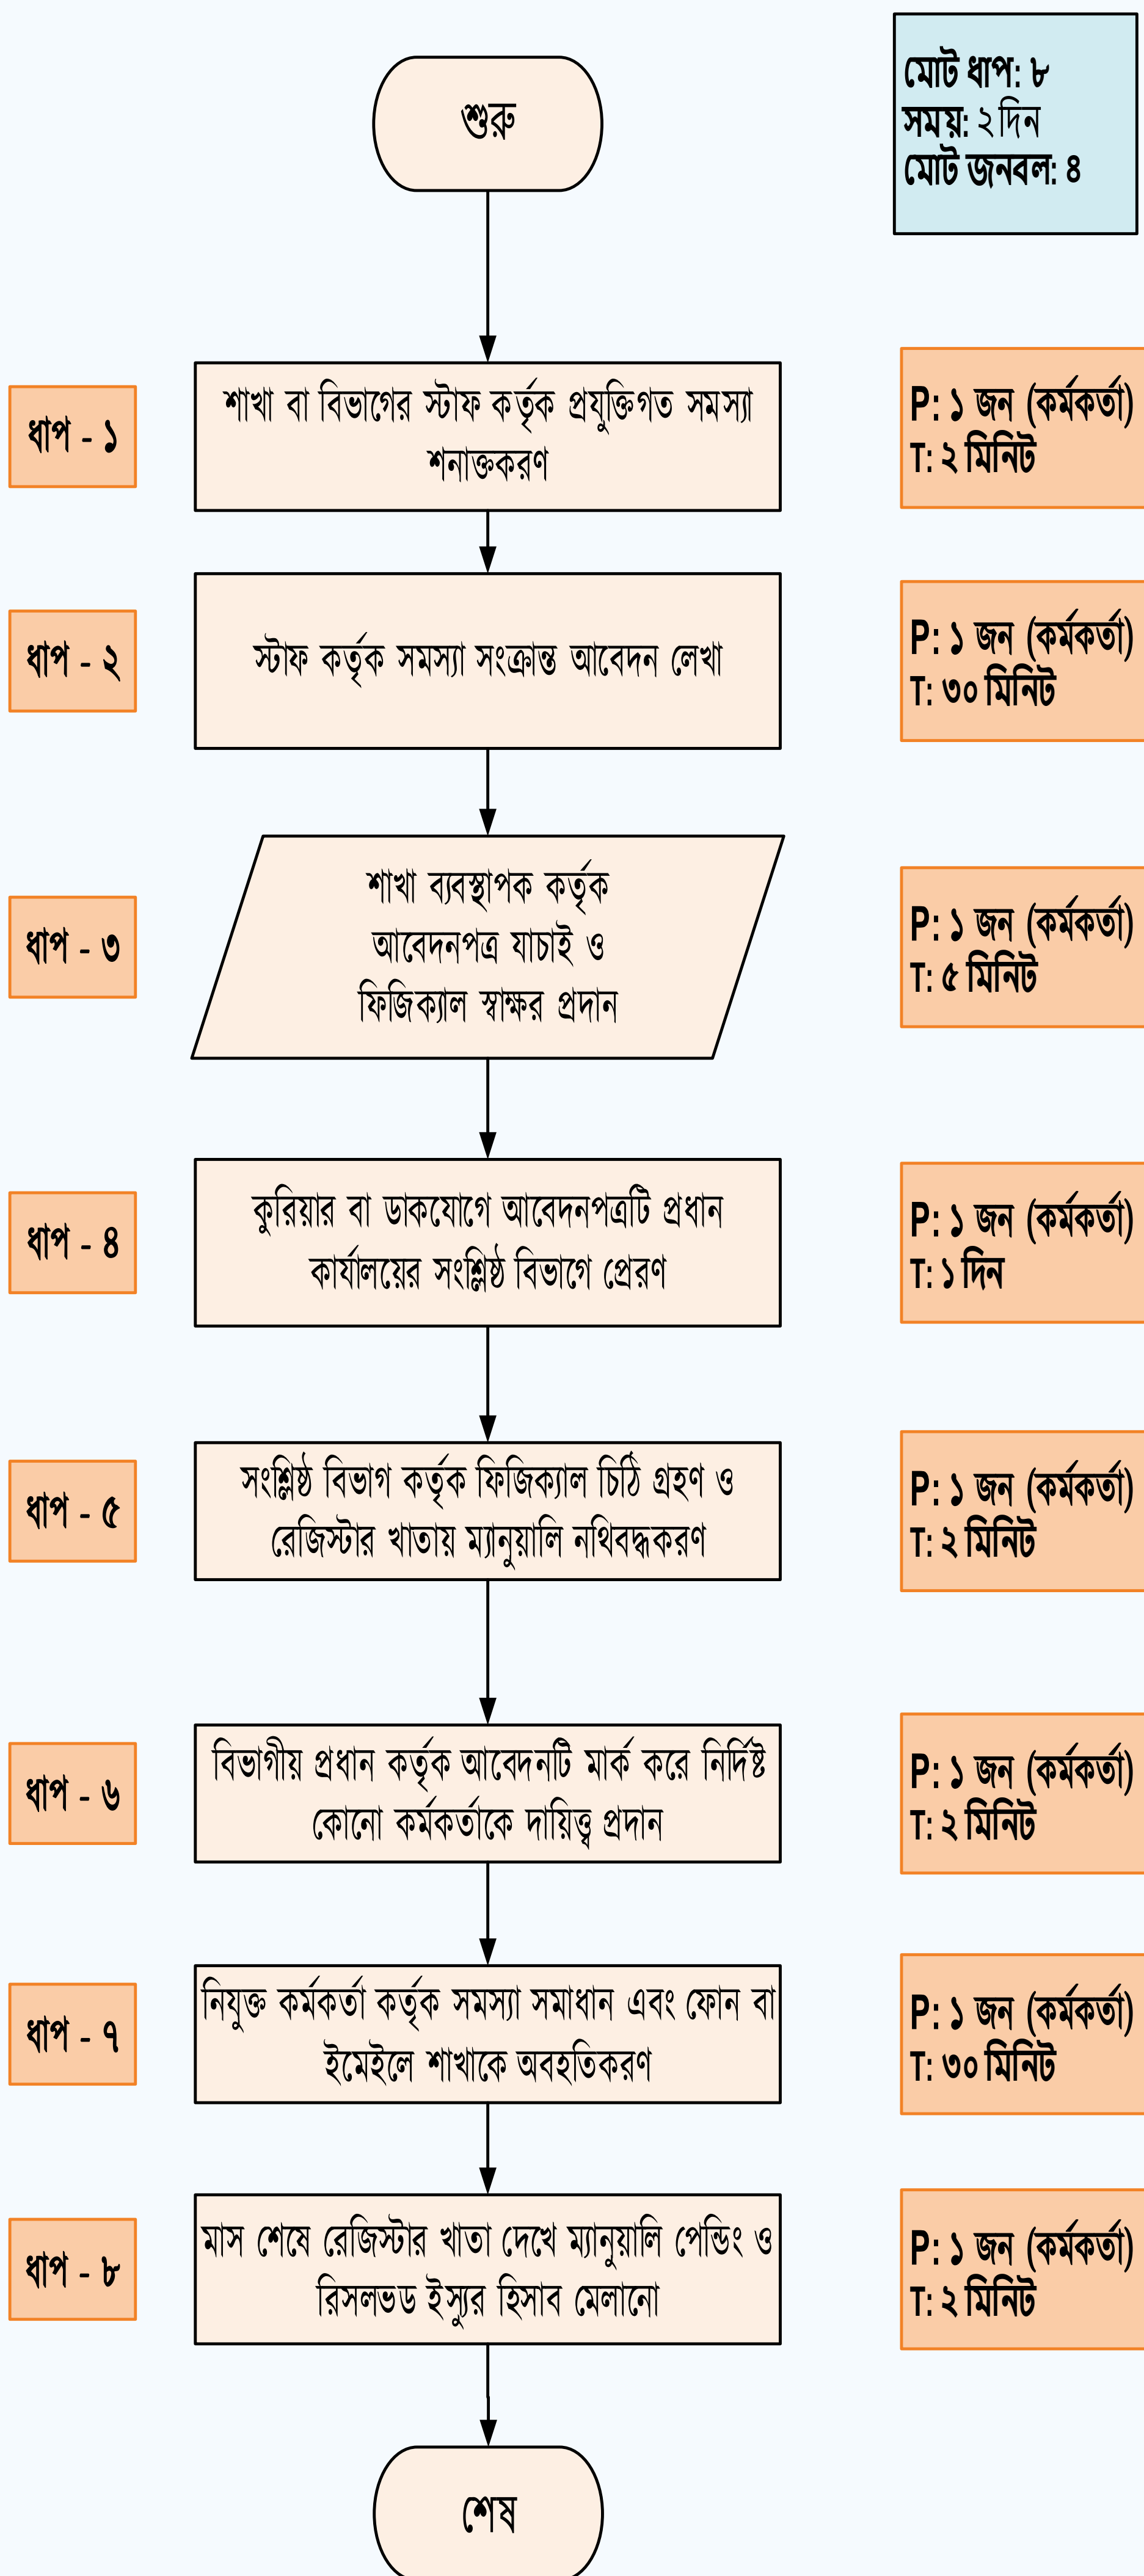 শুরু
মোট ধাপ: ৮
সময়: ২দিন
মোট জনবল: ৪
ধাপ - ১
শাখা বা বিভাগের স্টাফ কর্তৃক প্রযুক্তিগত সমস্যা
শনাক্তকরণ
P: ১ জন (কর্মকর্তা)
T: ২ মিনিট
ধাপ - ২
স্টাফ কর্তৃক সমস্যা সংক্রান্ত আবেদন লেখা
P: ১ জন (কর্মকর্তা)
T: ৩০ মিনিট
ধাপ - ৩
শাখা ব্যবস্থাপক কর্তৃক
আবেদনপত্র যাচাই ও
ফিজিক্যাল স্বাক্ষর প্রদান
P: ১ জন (কর্মকর্তা)
T: ৫ মিনিট
ধাপ - ৪
কুরিয়ার বা ডাকযোগে আবেদনপত্রটি প্রধান
কার্যালয়ের সংশ্লিষ্ঠ বিভাগে প্রেরণ
P: ১ জন (কর্মকর্তা)
T: ১ দিন
ধাপ - ৫
সংশ্লিষ্ঠ বিভাগ কর্তৃক ফিজিক্যাল চিঠি গ্রহণ ও
রেজিস্টার খাতায় ম্যানুয়ালি নথিবদ্ধকরণ
P: ১ জন (কর্মকর্তা)
T: ২ মিনিট
ধাপ - ৬
বিভাগীয় প্রধান কর্তৃক আবেদনটি মার্ক করে নির্দিষ্ট
কোনো কর্মকর্তাকে দায়িত্ত্ব প্রদান
P: ১ জন (কর্মকর্তা)
T: ২ মিনিট
ধাপ - ৭
নিযুক্ত কর্মকর্তা কর্তৃক সমস্যা সমাধান এবং ফোন বা
ইমেইলে শাখাকে অবহতিকরণ
P: ১ জন (কর্মকর্তা)
T: ৩০ মিনিট
ধাপ - ৮
মাস শেষে রেজিস্টার খাতা দেখে ম্যানুয়ালি পেন্ডিং ও
রিসলভড ইস্যুর হিসাব মেলানো
P: ১ জন (কর্মকর্তা)
T: ২ মিনিট
শেষ